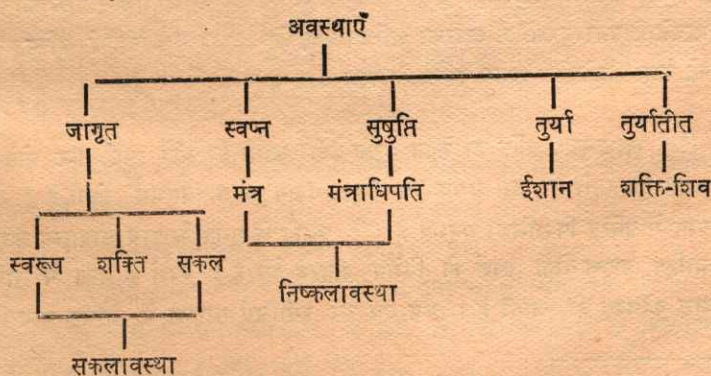 अवस्थाएँ
जागृत स्वप्न सुषुप्ति तुर्या तुर्यातीत
मंत्र मंत्राधिपति ईशान शक्ति-शिव
स्वरूप शक्ति सकल
निष्कलावस्था
सकलावस्था